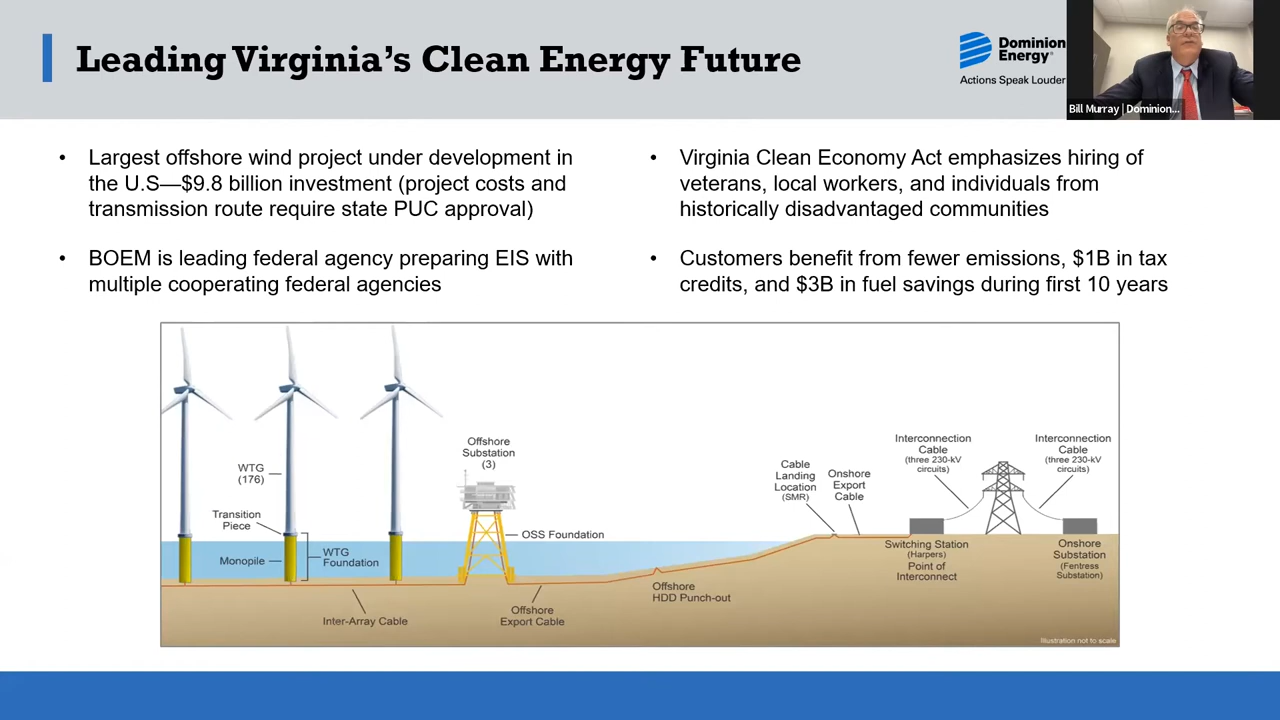 Leading Virginia's Clean Energy Future
Dominion
Energy®
Actions Speak Louder
Bill Murray | Dominion...
• Largest offshore wind project under development in
the U.S—$9.8 billion investment (project costs and
transmission route require state PUC approval)
• BOEM is leading federal agency preparing EIS with
multiple cooperating federal agencies
• Virginia Clean Economy Act emphasizes hiring of
veterans, local workers, and individuals from
historically disadvantaged communities
• Customers benefit from fewer emissions, $1B in tax
credits, and $3B in fuel savings during first 10 years
WTG
(176)
Transition
Piece
Monopile
WTG
Foundation
Inter-Array Cable
Offshore
Substation
(3)
OSS Foundation
Offshore
Export Cable
Offshore
HDD Punch-out
Cable
Landing
Location
(SMR)
Onshore
Export
Cable
Interconnection
Cable
(three 230-kV
circuits)
Switching Station
(Harpers)
Point of
Interconnect
Interconnection
Cable
(three 230-kV
circuits)
Onshore
Substation
(Fentress
Substation)
Illustration not to scale